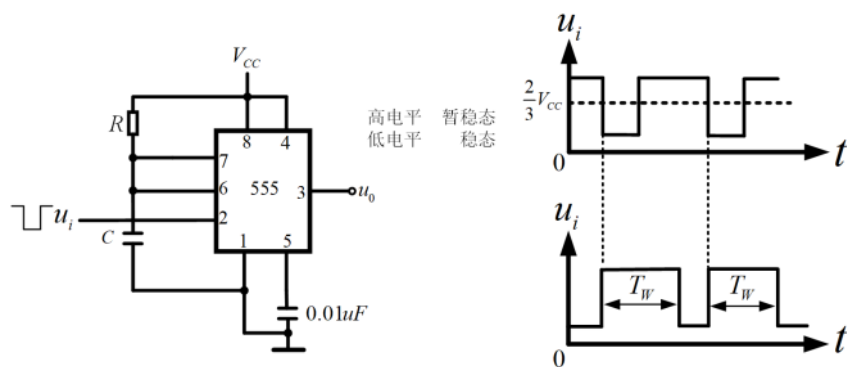 V_CC
R
8 4
7
6 555 3 u_0
u_i 2
C 1 5
0.01uF
高电平 暂稳态
低电平 稳态
u_i
2/3 V_CC
0 t
u_i
T_W T_W
0 t